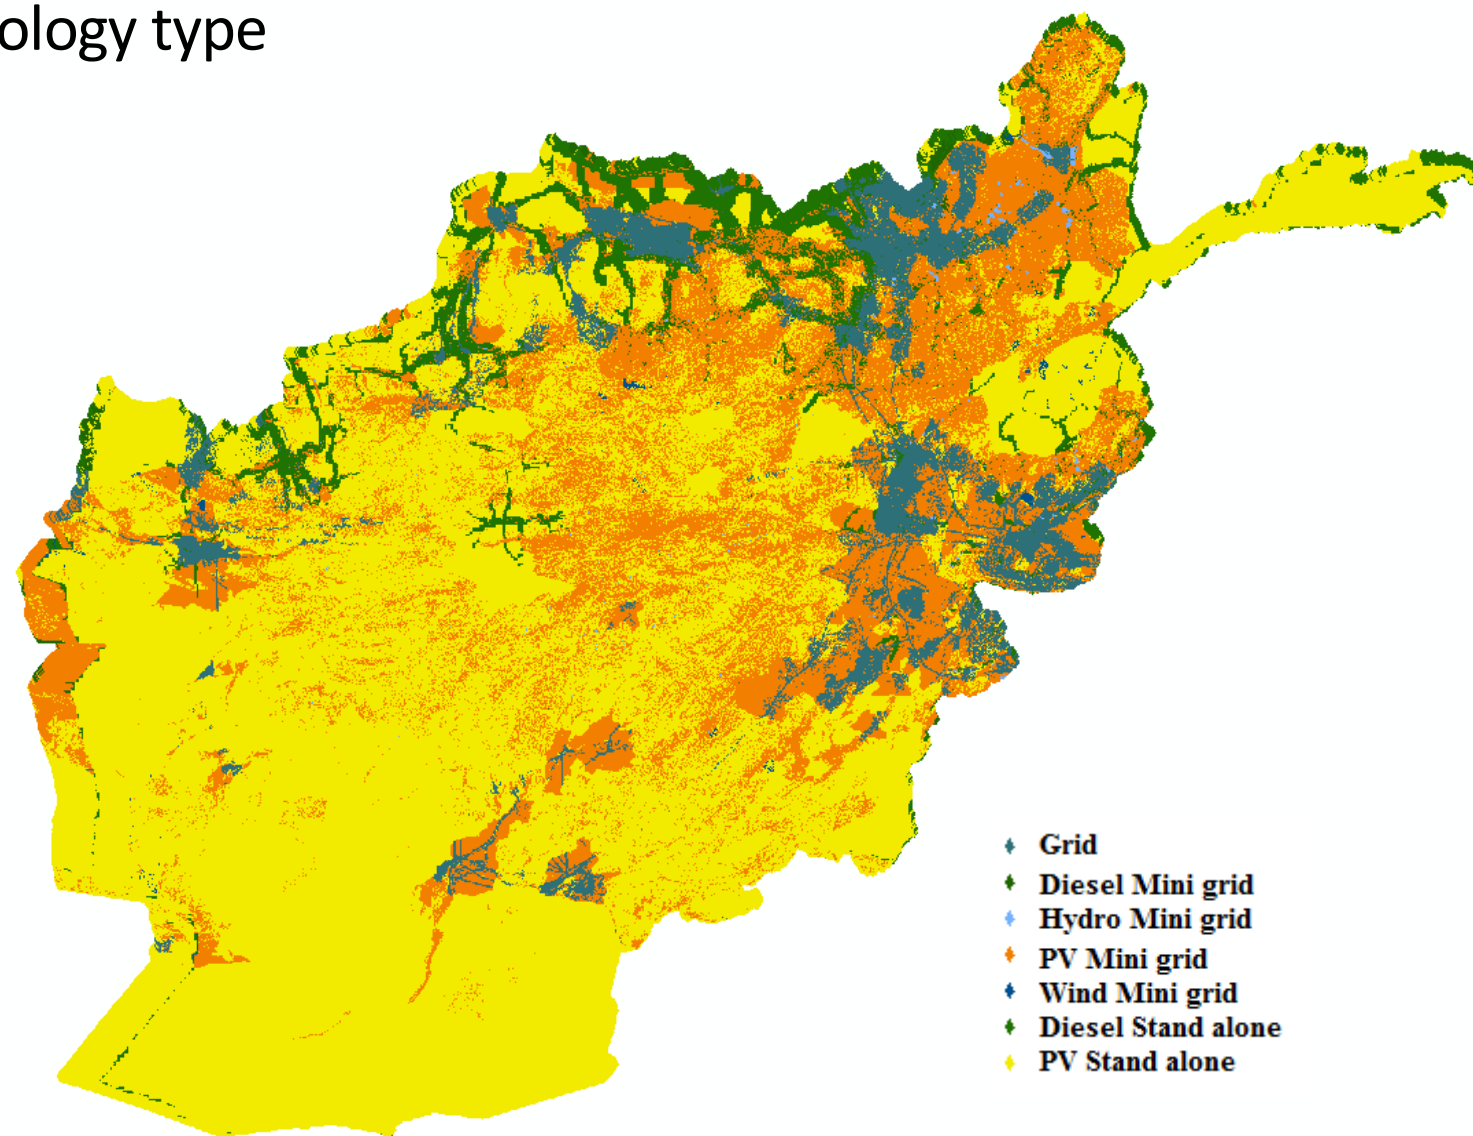 ology type
Grid
Diesel Mini grid
Hydro Mini grid
PV Mini grid
Wind Mini grid
Diesel Stand alone
PV Stand alone